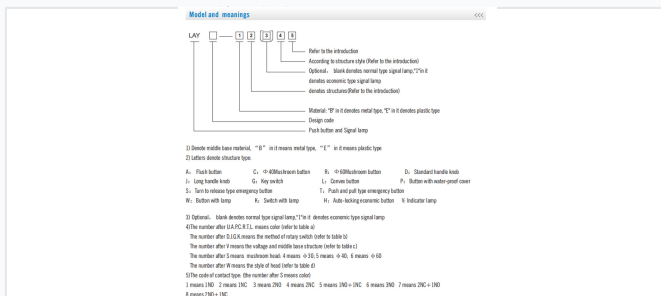 Model and meanings
<<<
LAY □ — 1 2 [3] 4 5
Refer to the introduction
According to structure style (Refer to the introduction)
Optional， blank denotes normal type signal lamp,"1"in it
denotes economic type signal lamp
denotes structures(Refer to the introduction)
Material: "B" in it denotes metal type, "E" in it denotes plastic type
Design code
Push button and Signal lamp
1) Denote middle base material, "B" in it means metal type, "E" in it means plastic type
2) Letters denote structure type
A： Flush button C： Φ40Mushroom button R： Φ60Mushroom button D： Standard handle knob
J： Long handle knob G： Key switch L： Convex button P： Button with water-proof cover
S： Turn to release type emergency button T： Push and pull type emergency button
W： Button with lamp K： Switch with lamp H： Auto-locking economic button V: Indicator lamp
3) Optional， blank denotes normal type signal lamp,"1"in it denotes economic type signal lamp
4)The number after U.A.P.C.R.T.L. means color (refer to table a)
The number after D.J.G.K means the method of rotary switch (refer to table b)
The number after V means the voltage and middle base structure (refer to table c)
The number after S means mushroom head: 4 means Φ30; 5 means Φ40; 6 means Φ60
The number after W means the style of head (refer to table d)
5)The code of contact type (the number after S means color)
1 means 1NO 2 means 1NC 3 means 2NO 4 means 2NC 5 means 1NO+1NC 6 means 3NO 7 means 2NC+1NO
8 means 2NO+1NC